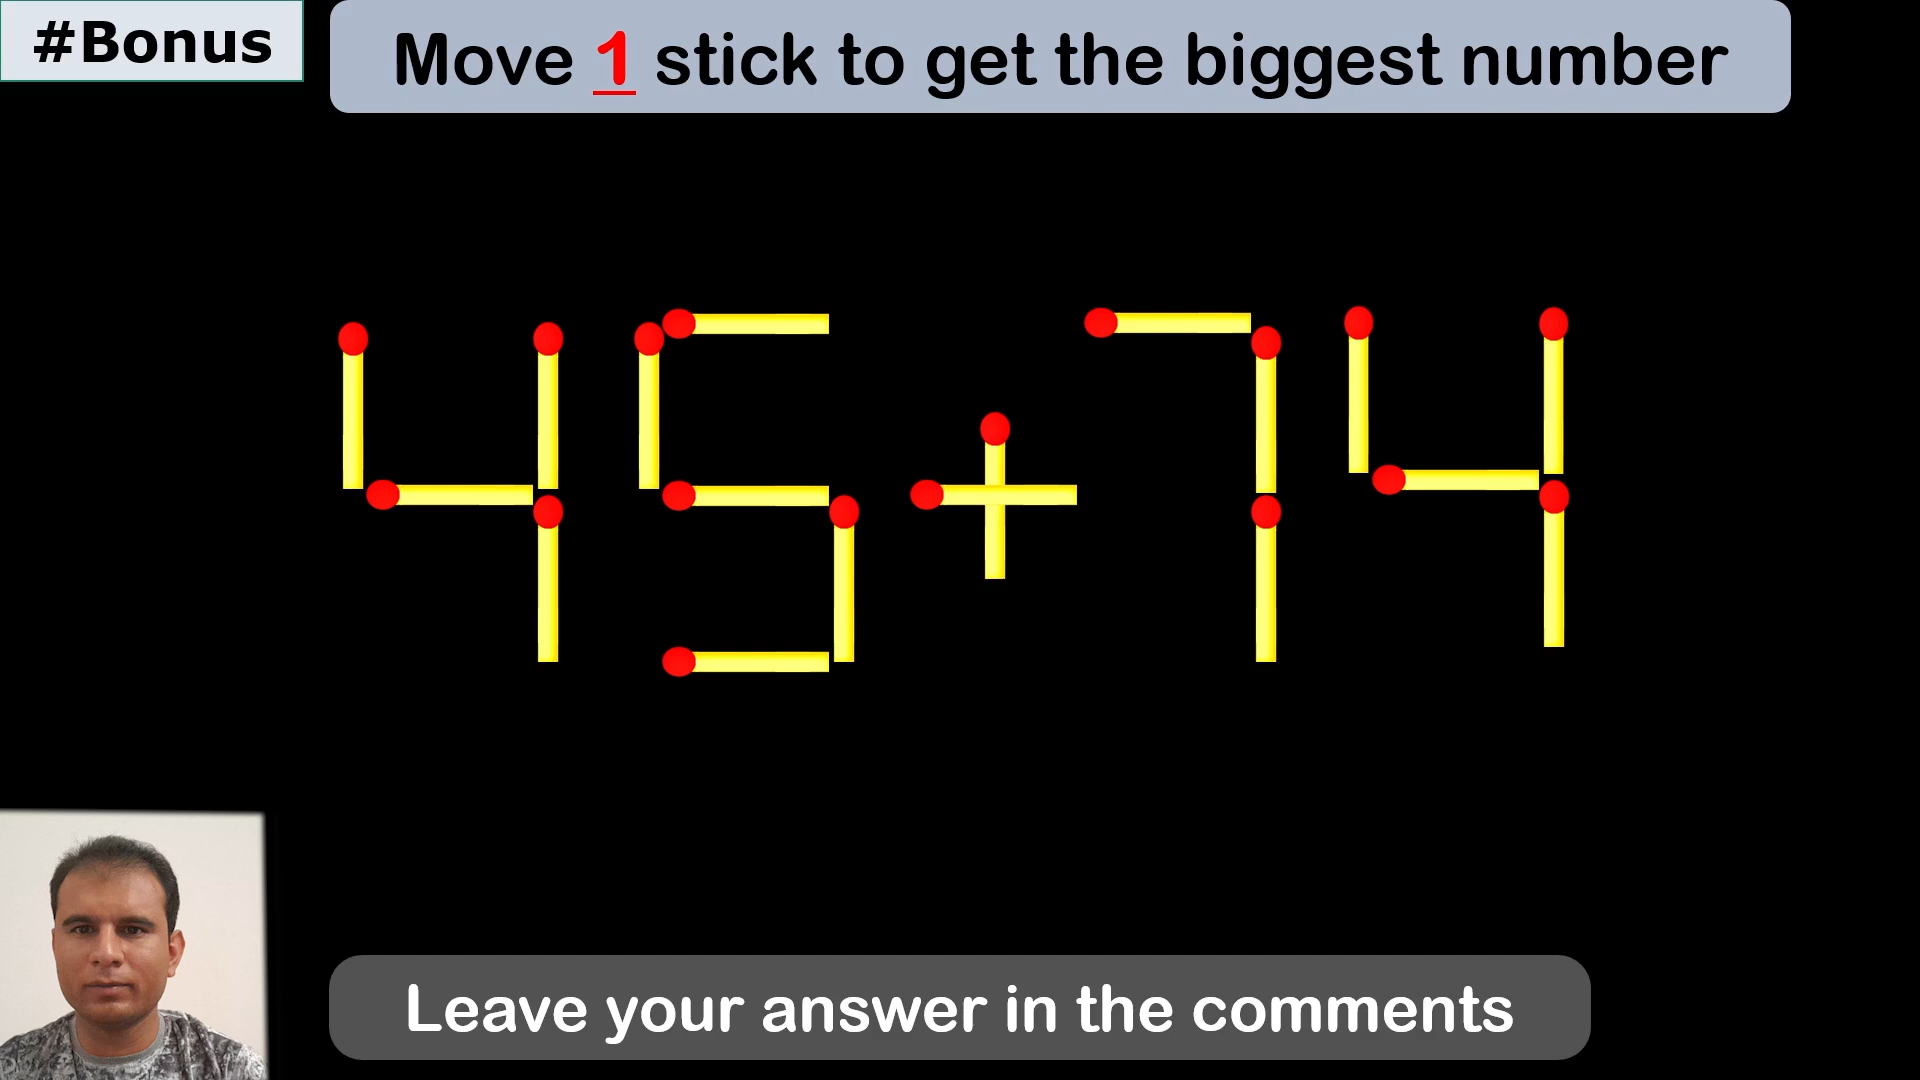 #Bonus
Move 1 stick to get the biggest number
45+74
Leave your answer in the comments